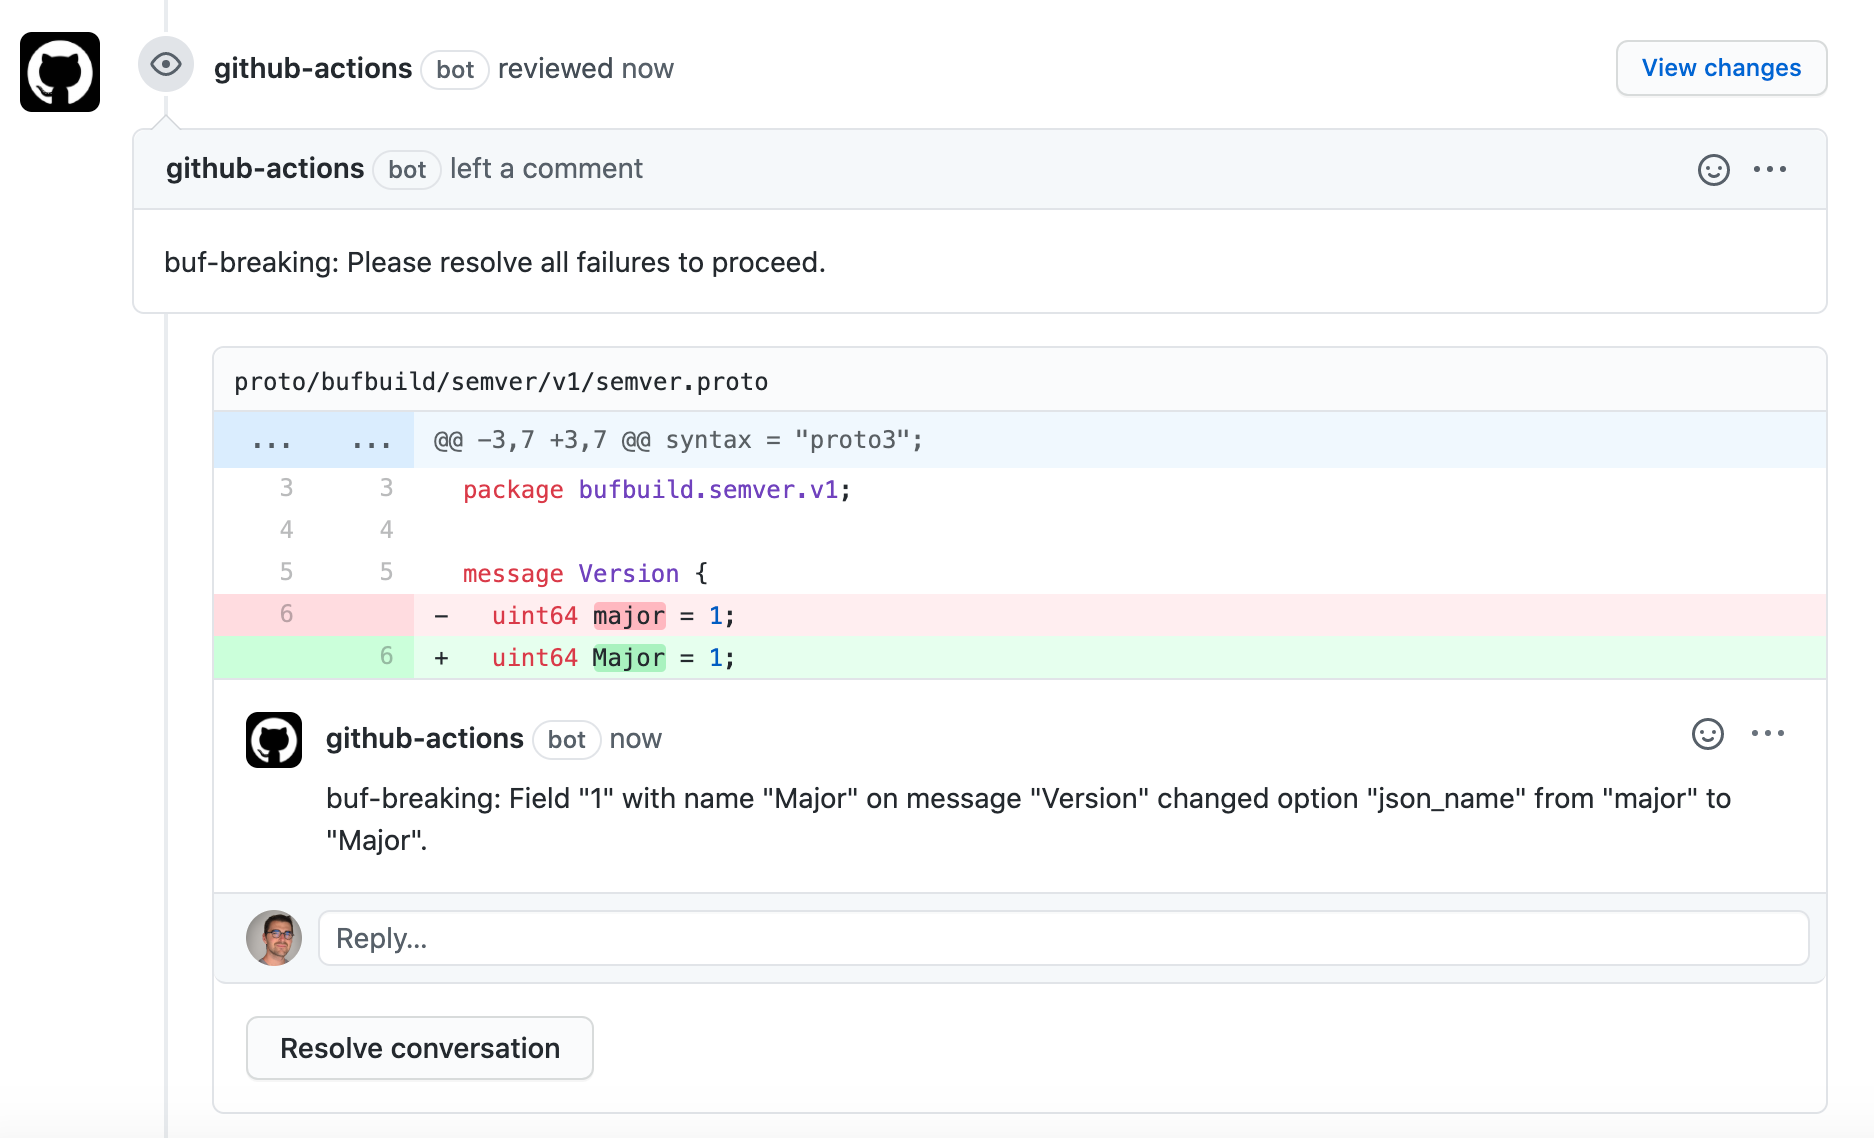 github-actions bot reviewed now
View changes
github-actions bot left a comment
buf-breaking: Please resolve all failures to proceed.
proto/bufbuild/semver/v1/semver.proto
... ... @@ -3,7 +3,7 @@ syntax = "proto3";
3 3 package bufbuild.semver.v1;
4 4
5 5 message Version {
6 - uint64 major = 1;
6 + uint64 Major = 1;
github-actions bot now
buf-breaking: Field "1" with name "Major" on message "Version" changed option "json_name" from "major" to
"Major".
Reply...
Resolve conversation